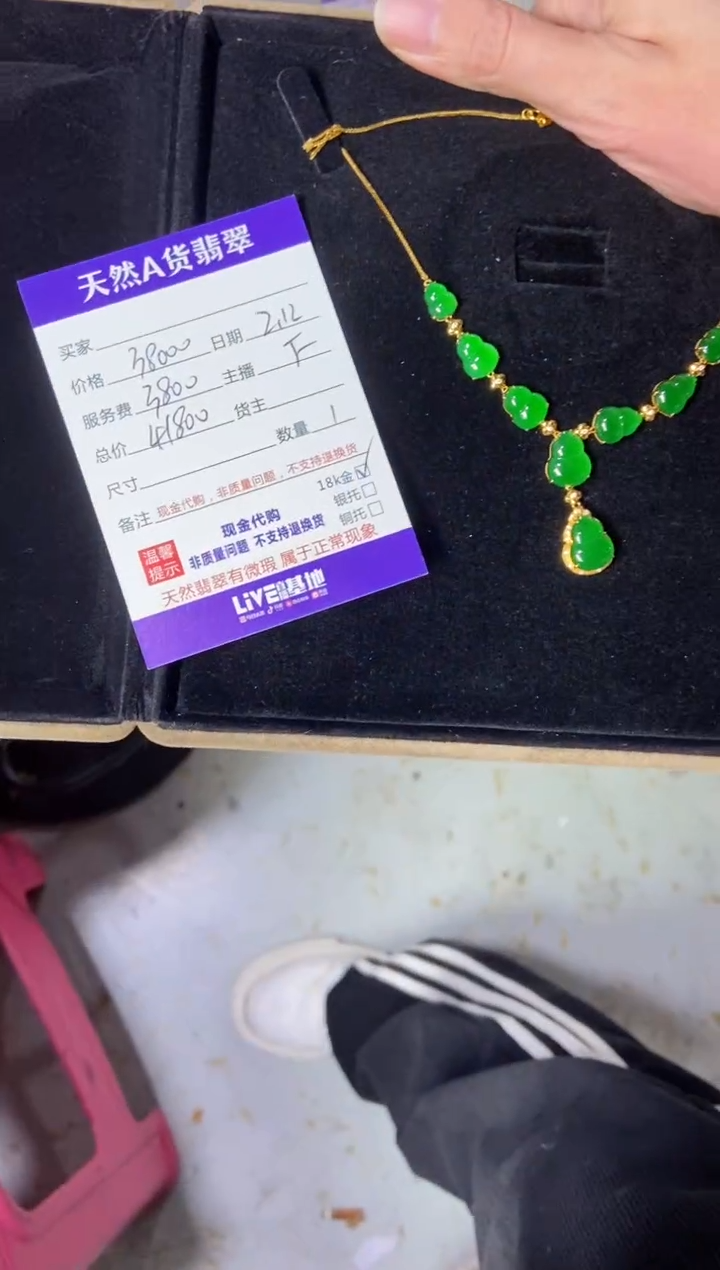 天然A货翡翠
买家
价格 38000 日期 2.12
服务费 3800 主播 F
总价 41800 货主
尺寸 数量 1
备注 现金代购，非质量问题，不支持退换货
18k金☑
银托□
铜托□
温馨提示
现金代购
非质量问题 不支持退换货
天然翡翠有微瑕 属于正常现象
LiVE基地